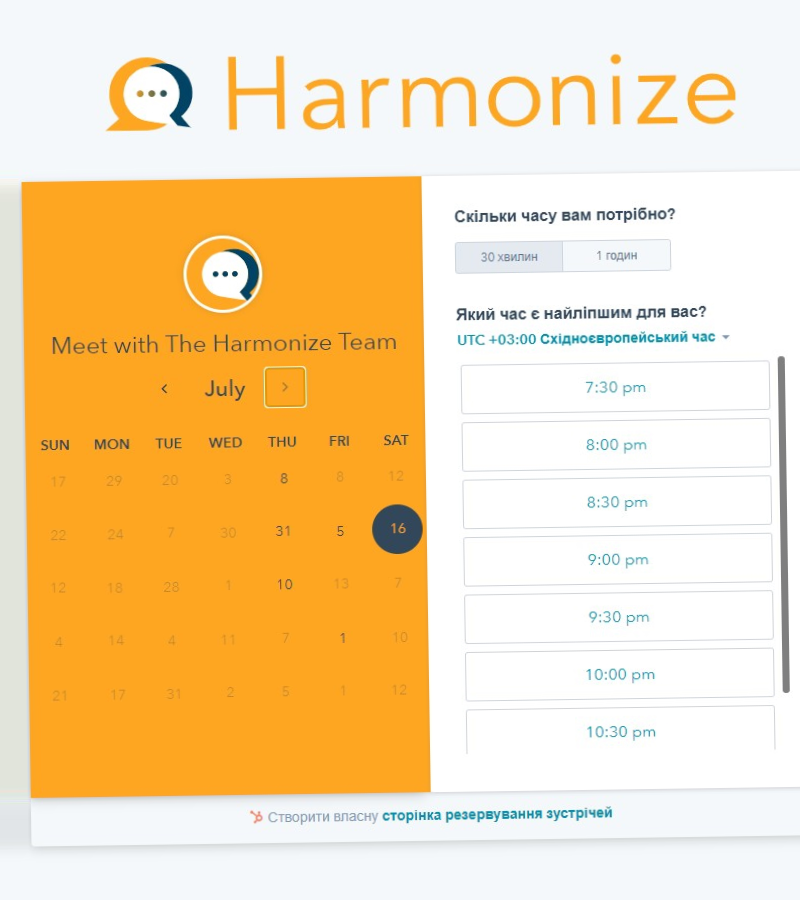 Harmonize
Meet with The Harmonize Team
July
SUN MON TUE WED THU FRI SAT
17 29 20 3 8 8 12
22 24 7 30 31 5 16
12 18 28 1 10 13 7
4 14 4 11 7 1 10
21 17 31 2 5 1 12
Скільки часу вам потрібно?
30 хвилин 1 годин
Який час є найліпшим для вас?
UTC +03:00 Східноєвропейський час
7:30 pm
8:00 pm
8:30 pm
9:00 pm
9:30 pm
10:00 pm
10:30 pm
Створити власну сторінка резервування зустрічей